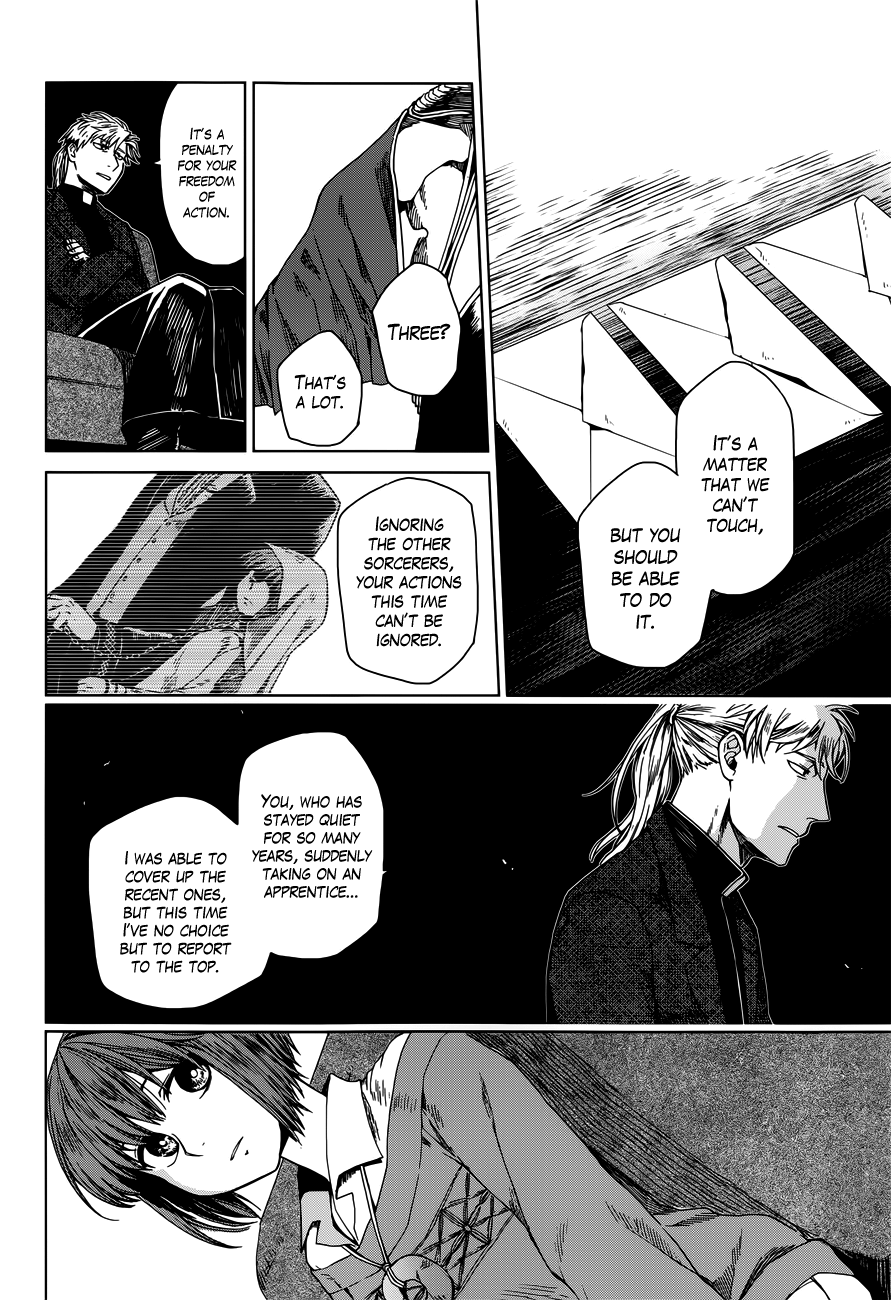 IT'S A
MATTER
THAT WE
CAN'T
TOUCH,
BUT YOU
SHOULD
BE ABLE
TO DO
IT.
THREE?
THAT'S
A LOT.
IT'S A
PENALTY
FOR YOUR
FREEDOM
OF
ACTION.
IGNORING
THE OTHER
SORCERERS,
YOUR ACTIONS
THIS TIME
CAN'T BE
IGNORED.
YOU, WHO HAS
STAYED QUIET
FOR SO MANY
YEARS, SUDDENLY
TAKING ON AN
APPRENTICE...
I WAS ABLE TO
COVER UP THE
RECENT ONES,
BUT THIS TIME
I'VE NO CHOICE
BUT TO REPORT
TO THE TOP.